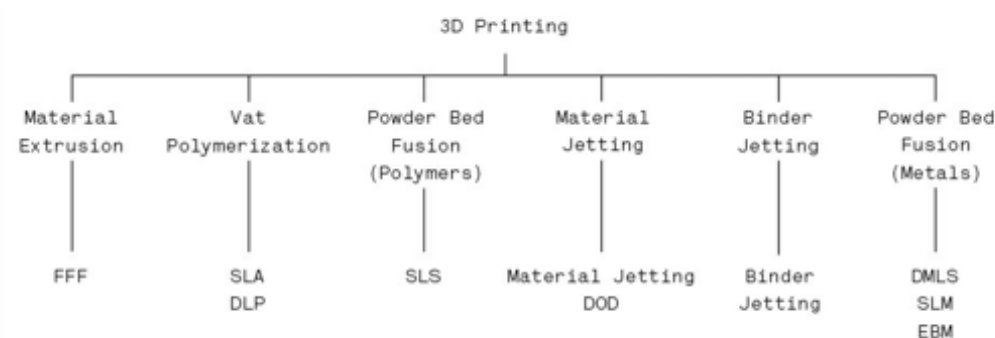 3D Printing
Material
Extrusion
Vat
Polymerization
Powder Bed
Fusion
(Polymers)
Material
Jetting
Binder
Jetting
Powder Bed
Fusion
(Metals)
FFF
SLA
DLP
SLS
Material Jetting
DOD
Binder
Jetting
DMLS
SLM
EBM